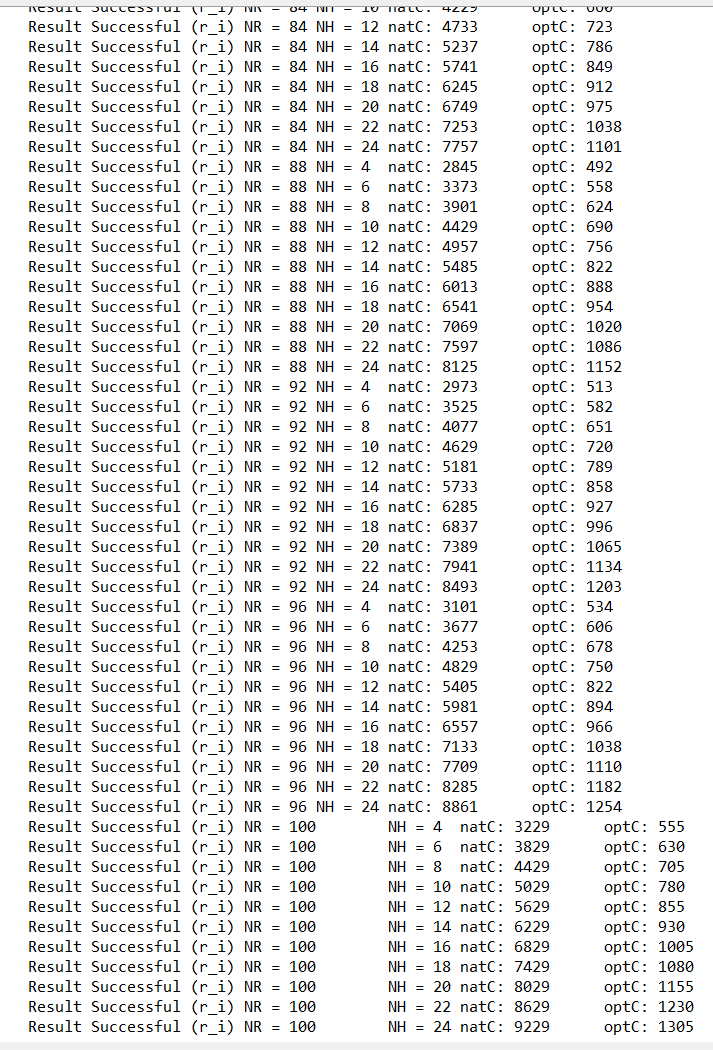 Result Successful (r_i) NR = 84 NH = 10 natC: 4229 optC: 660
Result Successful (r_i) NR = 84 NH = 12 natC: 4733 optC: 723
Result Successful (r_i) NR = 84 NH = 14 natC: 5237 optC: 786
Result Successful (r_i) NR = 84 NH = 16 natC: 5741 optC: 849
Result Successful (r_i) NR = 84 NH = 18 natC: 6245 optC: 912
Result Successful (r_i) NR = 84 NH = 20 natC: 6749 optC: 975
Result Successful (r_i) NR = 84 NH = 22 natC: 7253 optC: 1038
Result Successful (r_i) NR = 84 NH = 24 natC: 7757 optC: 1101
Result Successful (r_i) NR = 88 NH = 4 natC: 2845 optC: 492
Result Successful (r_i) NR = 88 NH = 6 natC: 3373 optC: 558
Result Successful (r_i) NR = 88 NH = 8 natC: 3901 optC: 624
Result Successful (r_i) NR = 88 NH = 10 natC: 4429 optC: 690
Result Successful (r_i) NR = 88 NH = 12 natC: 4957 optC: 756
Result Successful (r_i) NR = 88 NH = 14 natC: 5485 optC: 822
Result Successful (r_i) NR = 88 NH = 16 natC: 6013 optC: 888
Result Successful (r_i) NR = 88 NH = 18 natC: 6541 optC: 954
Result Successful (r_i) NR = 88 NH = 20 natC: 7069 optC: 1020
Result Successful (r_i) NR = 88 NH = 22 natC: 7597 optC: 1086
Result Successful (r_i) NR = 88 NH = 24 natC: 8125 optC: 1152
Result Successful (r_i) NR = 92 NH = 4 natC: 2973 optC: 513
Result Successful (r_i) NR = 92 NH = 6 natC: 3525 optC: 582
Result Successful (r_i) NR = 92 NH = 8 natC: 4077 optC: 651
Result Successful (r_i) NR = 92 NH = 10 natC: 4629 optC: 720
Result Successful (r_i) NR = 92 NH = 12 natC: 5181 optC: 789
Result Successful (r_i) NR = 92 NH = 14 natC: 5733 optC: 858
Result Successful (r_i) NR = 92 NH = 16 natC: 6285 optC: 927
Result Successful (r_i) NR = 92 NH = 18 natC: 6837 optC: 996
Result Successful (r_i) NR = 92 NH = 20 natC: 7389 optC: 1065
Result Successful (r_i) NR = 92 NH = 22 natC: 7941 optC: 1134
Result Successful (r_i) NR = 92 NH = 24 natC: 8493 optC: 1203
Result Successful (r_i) NR = 96 NH = 4 natC: 3101 optC: 534
Result Successful (r_i) NR = 96 NH = 6 natC: 3677 optC: 606
Result Successful (r_i) NR = 96 NH = 8 natC: 4253 optC: 678
Result Successful (r_i) NR = 96 NH = 10 natC: 4829 optC: 750
Result Successful (r_i) NR = 96 NH = 12 natC: 5405 optC: 822
Result Successful (r_i) NR = 96 NH = 14 natC: 5981 optC: 894
Result Successful (r_i) NR = 96 NH = 16 natC: 6557 optC: 966
Result Successful (r_i) NR = 96 NH = 18 natC: 7133 optC: 1038
Result Successful (r_i) NR = 96 NH = 20 natC: 7709 optC: 1110
Result Successful (r_i) NR = 96 NH = 22 natC: 8285 optC: 1182
Result Successful (r_i) NR = 96 NH = 24 natC: 8861 optC: 1254
Result Successful (r_i) NR = 100 NH = 4 natC: 3229 optC: 555
Result Successful (r_i) NR = 100 NH = 6 natC: 3829 optC: 630
Result Successful (r_i) NR = 100 NH = 8 natC: 4429 optC: 705
Result Successful (r_i) NR = 100 NH = 10 natC: 5029 optC: 780
Result Successful (r_i) NR = 100 NH = 12 natC: 5629 optC: 855
Result Successful (r_i) NR = 100 NH = 14 natC: 6229 optC: 930
Result Successful (r_i) NR = 100 NH = 16 natC: 6829 optC: 1005
Result Successful (r_i) NR = 100 NH = 18 natC: 7429 optC: 1080
Result Successful (r_i) NR = 100 NH = 20 natC: 8029 optC: 1155
Result Successful (r_i) NR = 100 NH = 22 natC: 8629 optC: 1230
Result Successful (r_i) NR = 100 NH = 24 natC: 9229 optC: 1305